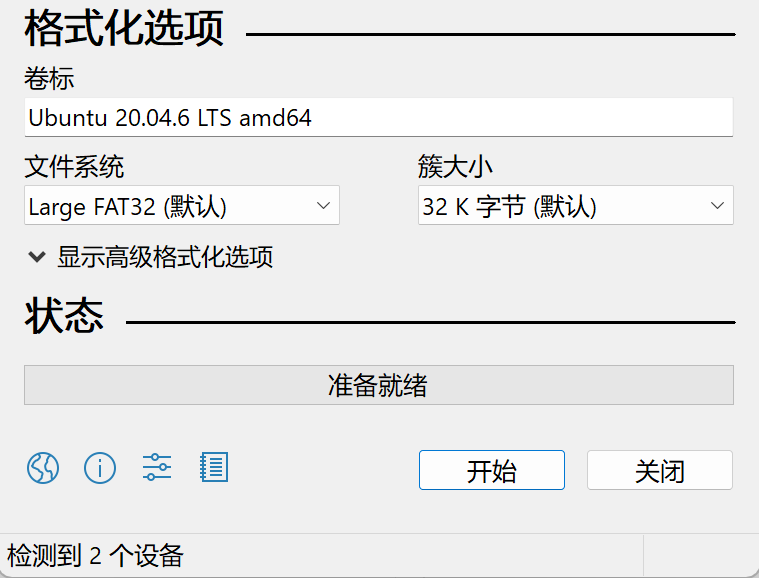 格式化选项
卷标
Ubuntu 20.04.6 LTS amd64
文件系统 簇大小
Large FAT32 (默认) 32 K 字节 (默认)
显示高级格式化选项
状态
准备就绪
开始 关闭
检测到 2 个设备